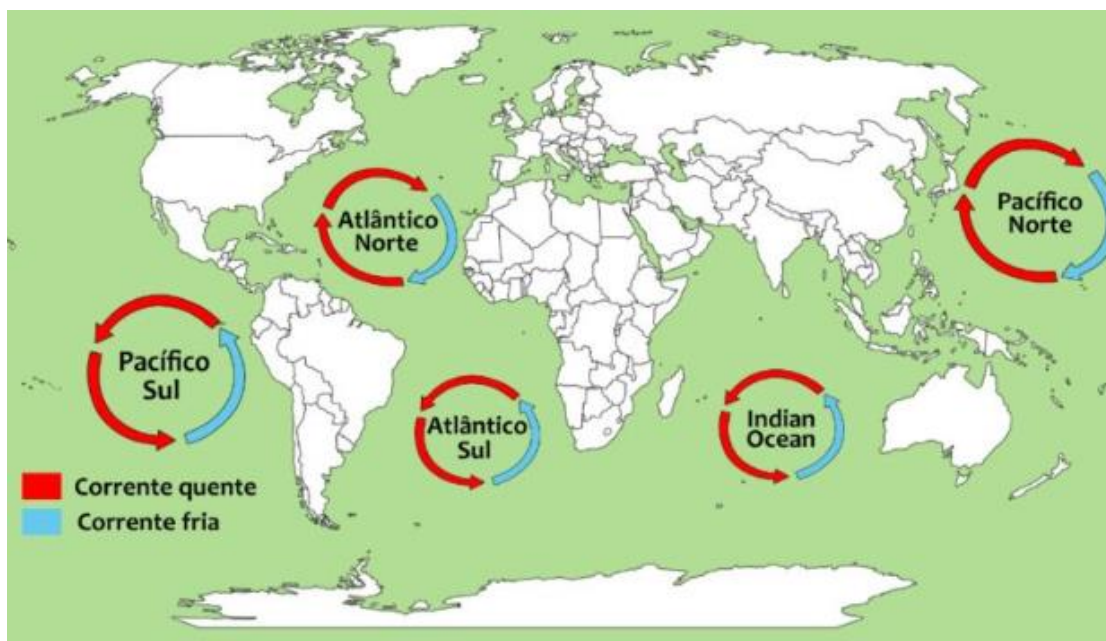 Atlântico
Norte
Pacífico
Norte
Pacífico
Sul
Atlântico
Sul
Indian
Ocean
Corrente quente
Corrente fria